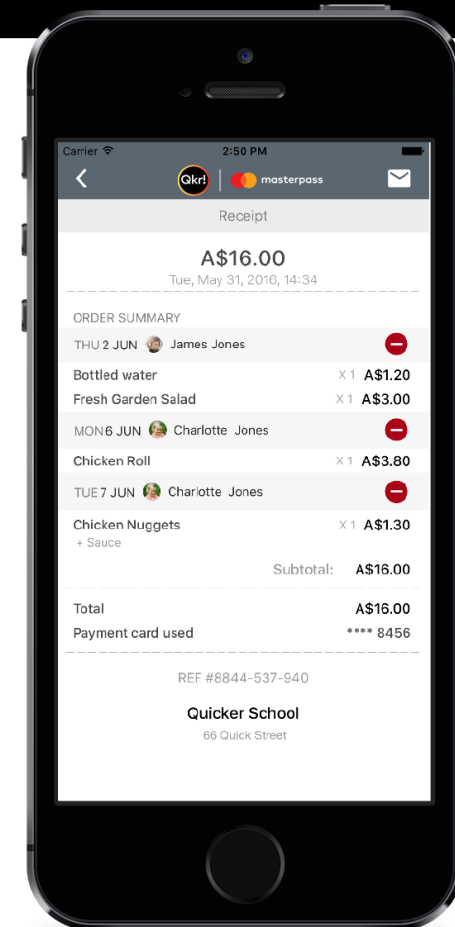 Carrier 2:50 PM
Qkr! masterpass
Receipt
A$16.00
Tue, May 31, 2016, 14:34
ORDER SUMMARY
THU 2 JUN James Jones
Bottled water X 1 A$1.20
Fresh Garden Salad X 1 A$3.00
MON 6 JUN Charlotte Jones
Chicken Roll X 1 A$3.80
TUE 7 JUN Charlotte Jones
Chicken Nuggets X 1 A$1.30
+ Sauce
Subtotal: A$16.00
Total A$16.00
Payment card used **** 8456
REF #8844-537-940
Quicker School
66 Quick Street